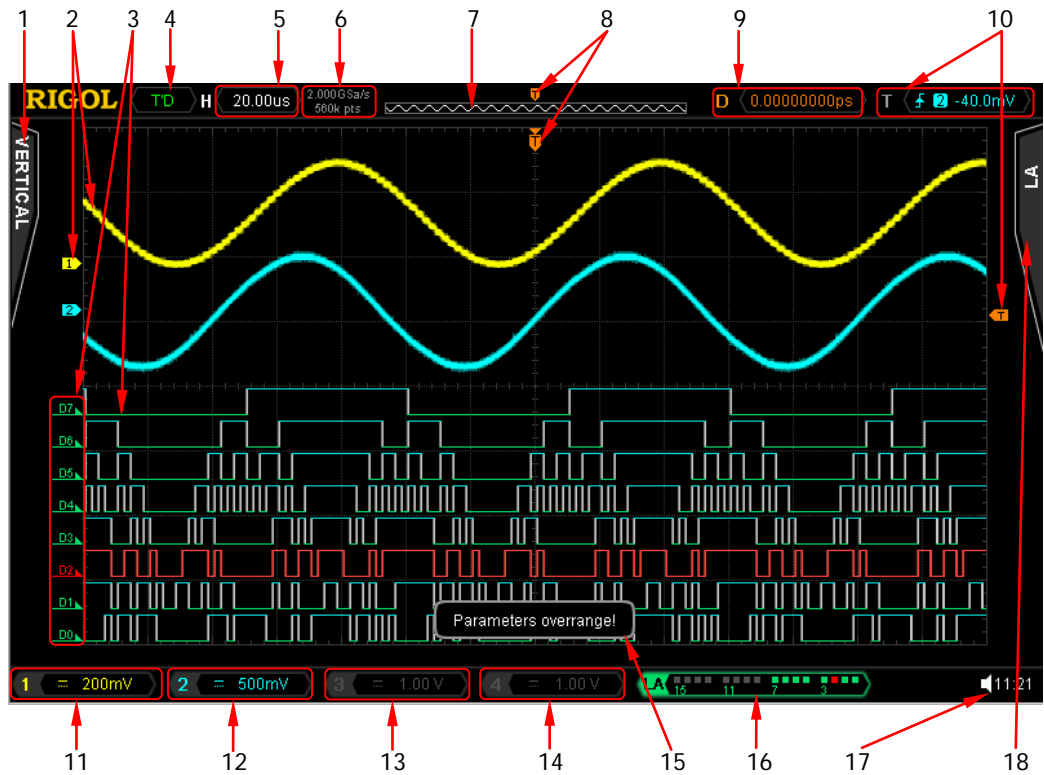 1 2 3 4 5 6 7 8 9 10
RIGOL T'D H 20.00us 2.000GSa/s
560k pts
T
D 0.00000000ps T 2 -40.0mV
VERTICAL
T
LA
1
2
T
D7
D6
D5
D4
D3
D2
D1
D0
Parameters overrange!
1 200mV 2 500mV 3 1.00 V 4 1.00 V LA 15 11 7 3 11:21
11 12 13 14 15 16 17 18